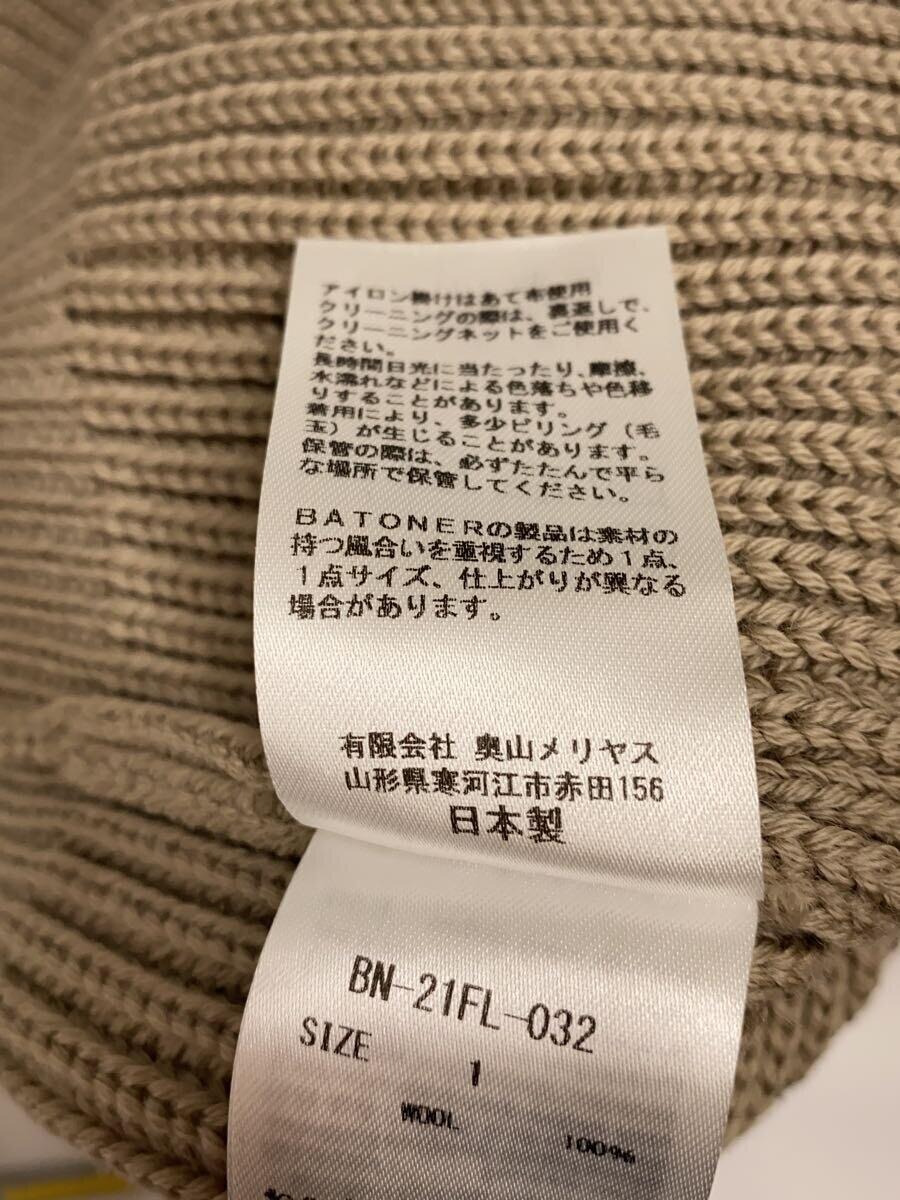 アイロン掛けはあて布使用
クリーニングの際は、裏返しで、
クリーニングネットをご使用く
ださい。
長時間日光に当たったり、摩擦、
水濡れなどによる色落ちや色移
りすることがあります。
着用により、多少ピリング（毛
玉）が生じることがあります。
保管の際は、必ずたたんで平ら
な場所で保管してください。
BATONERの製品は素材の
持つ風合いを重視するため1点、
1点サイズ、仕上がりが異なる
場合があります。
有限会社 奥山メリヤス
山形県寒河江市赤田156
日本製
BN-21FL-032
SIZE 1
WOOL 100%